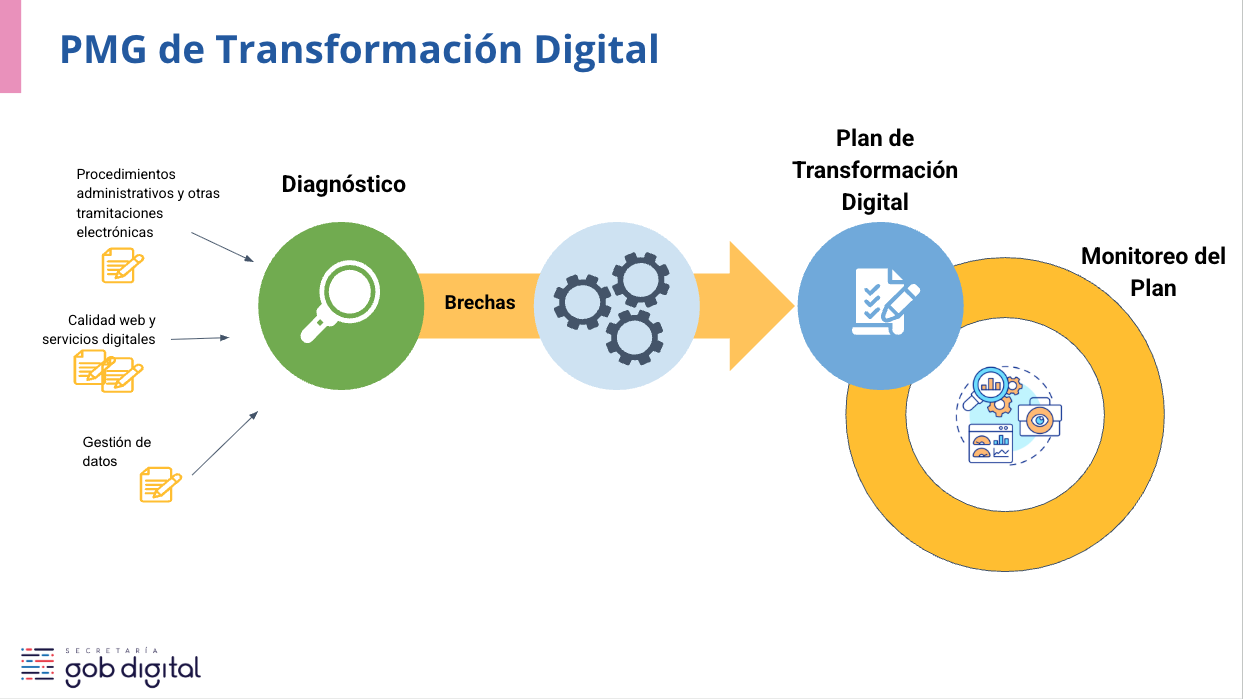 PMG de Transformación Digital
Procedimientos
administrativos y otras
tramitaciones
electrónicas
Calidad web y
servicios digitales
Gestión de
datos
Diagnóstico
Brechas
Plan de
Transformación
Digital
Monitoreo del
Plan
SECRETARÍA
gob digital